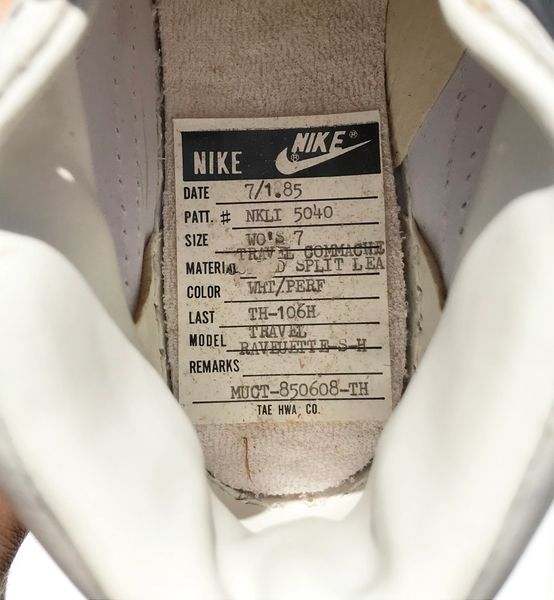 NIKE NIKE®
®
DATE 7/1.85
PATT. # NKLI 5040
SIZE WO'S 7
TRAVEL COMMACHE
MATERIAL D SPLIT LEA
COLOR WHT/PERF
LAST TH-106H
TRAVEL
MODEL RAVEUETTE-S-H
REMARKS
MUCT-850608-TH
TAE HWA, CO.